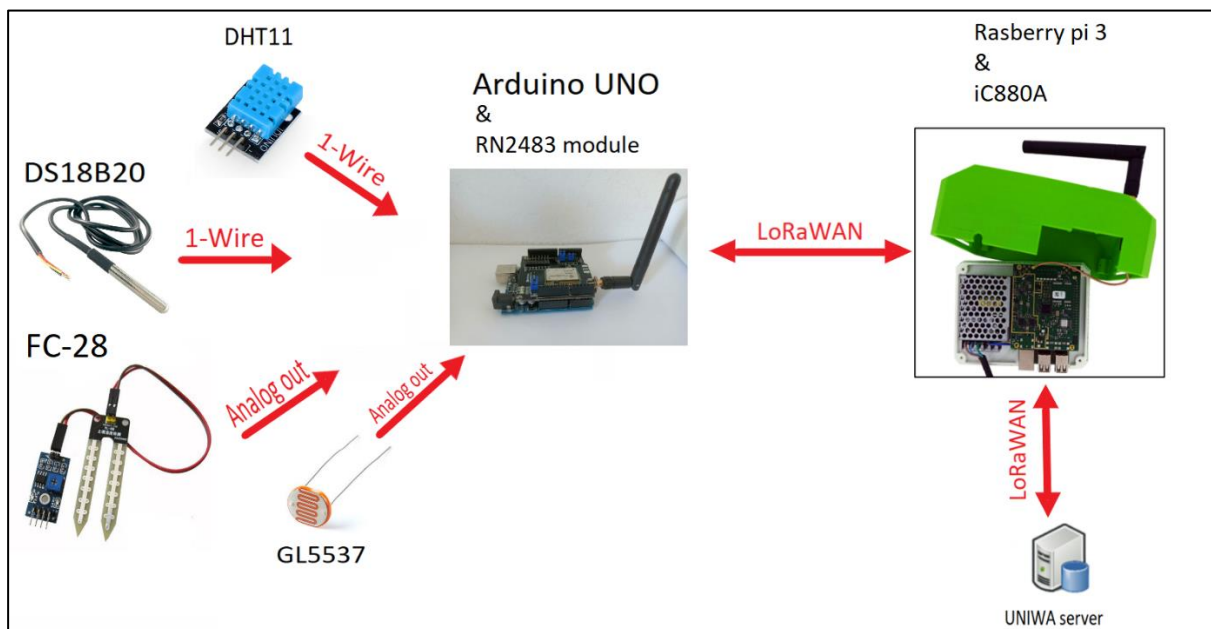 DHT11
Arduino UNO
&
RN2483 module
Rasberry pi 3
&
iC880A
1-Wire
DS18B20
1-Wire
LoRaWAN
FC-28
Analog out
Analog out
GL5537
LoRaWAN
UNIWA server